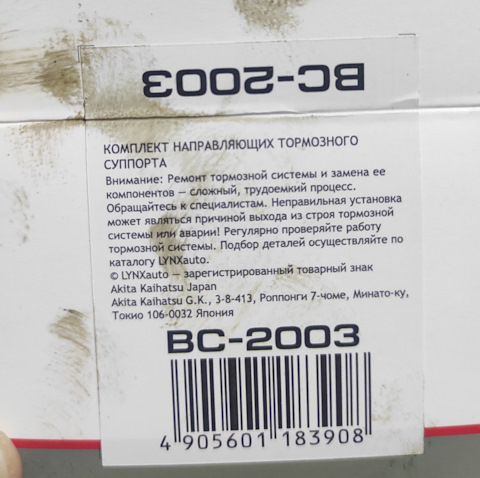 BC-2003
КОМПЛЕКТ НАПРАВЛЯЮЩИХ ТОРМОЗНОГО
СУППОРТА
Внимание: Ремонт тормозной системы и замена ее
компонентов — сложный, трудоемкий процесс.
Обращайтесь к специалистам. Неправильная установка
может являться причиной выхода из строя тормозной
системы или аварии! Регулярно проверяйте работу
тормозной системы. Подбор деталей осуществляйте по
каталогу LYNXauto.
© LYNXauto — зарегистрированный товарный знак
Akita Kaihatsu Japan
Akita Kaihatsu G.K., 3-8-413, Роппонги 7-чоме, Минато-ку,
Токио 106-0032 Япония
BC-2003
4 905601 183908